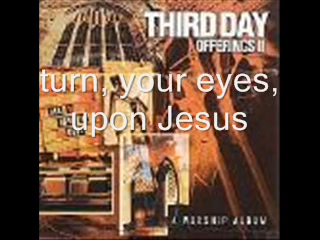 THIRD DAY
OFFERINGS II
turn, your eyes,
upon Jesus
A WORSHIP ALBUM